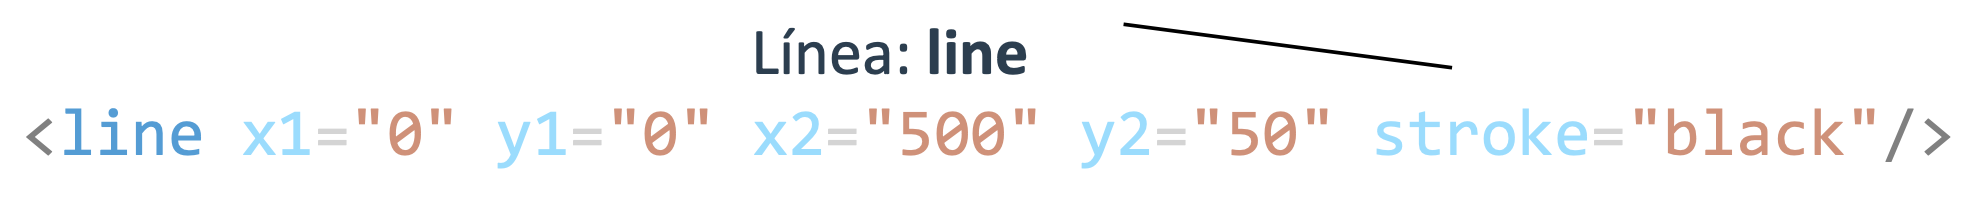 Línea: line
<line x1="0" y1="0" x2="500" y2="50" stroke="black"/>